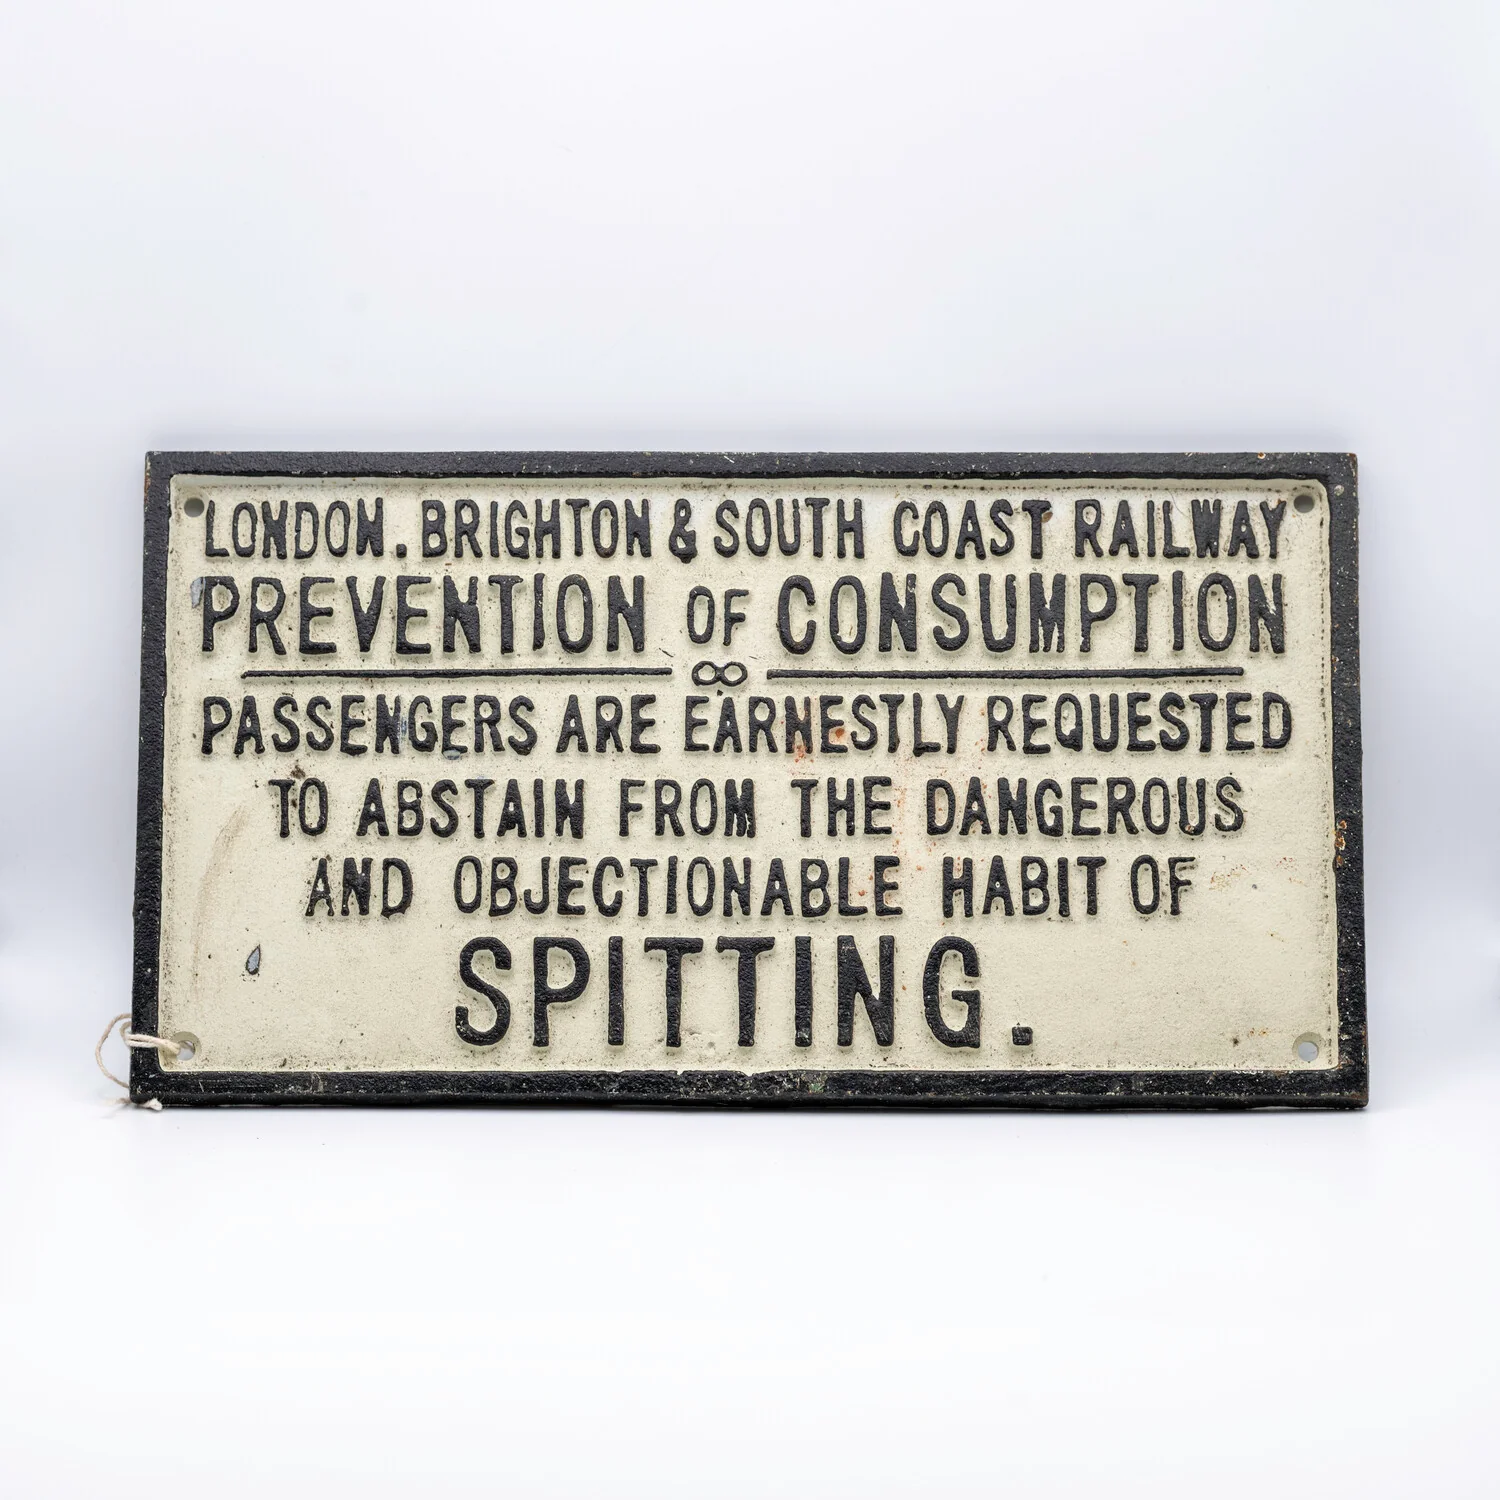 LONDON. BRIGHTON & SOUTH COAST RAILWAY
PREVENTION OF CONSUMPTION
PASSENGERS ARE EARNESTLY REQUESTED
TO ABSTAIN FROM THE DANGEROUS
AND OBJECTIONABLE HABIT OF
SPITTING.